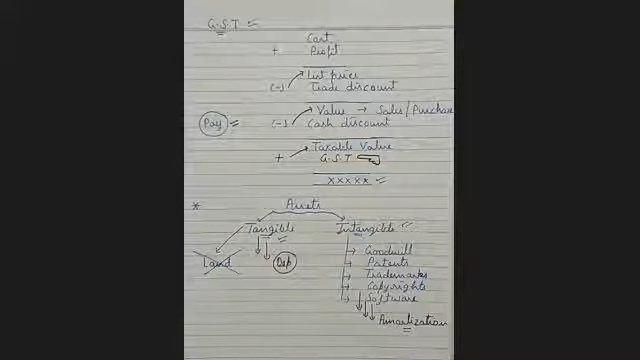 G.S.T
Cost
+ Profit
List price
(-) Trade discount
Value → Sales/Purchase
Pay (-) Cash discount
Taxable Value
+ G.S.T
xxxxx
* Assets
Tangible Intangible
Land Dep Goodwill
Patents
Trademarks
Copyrights
Software
Amortization